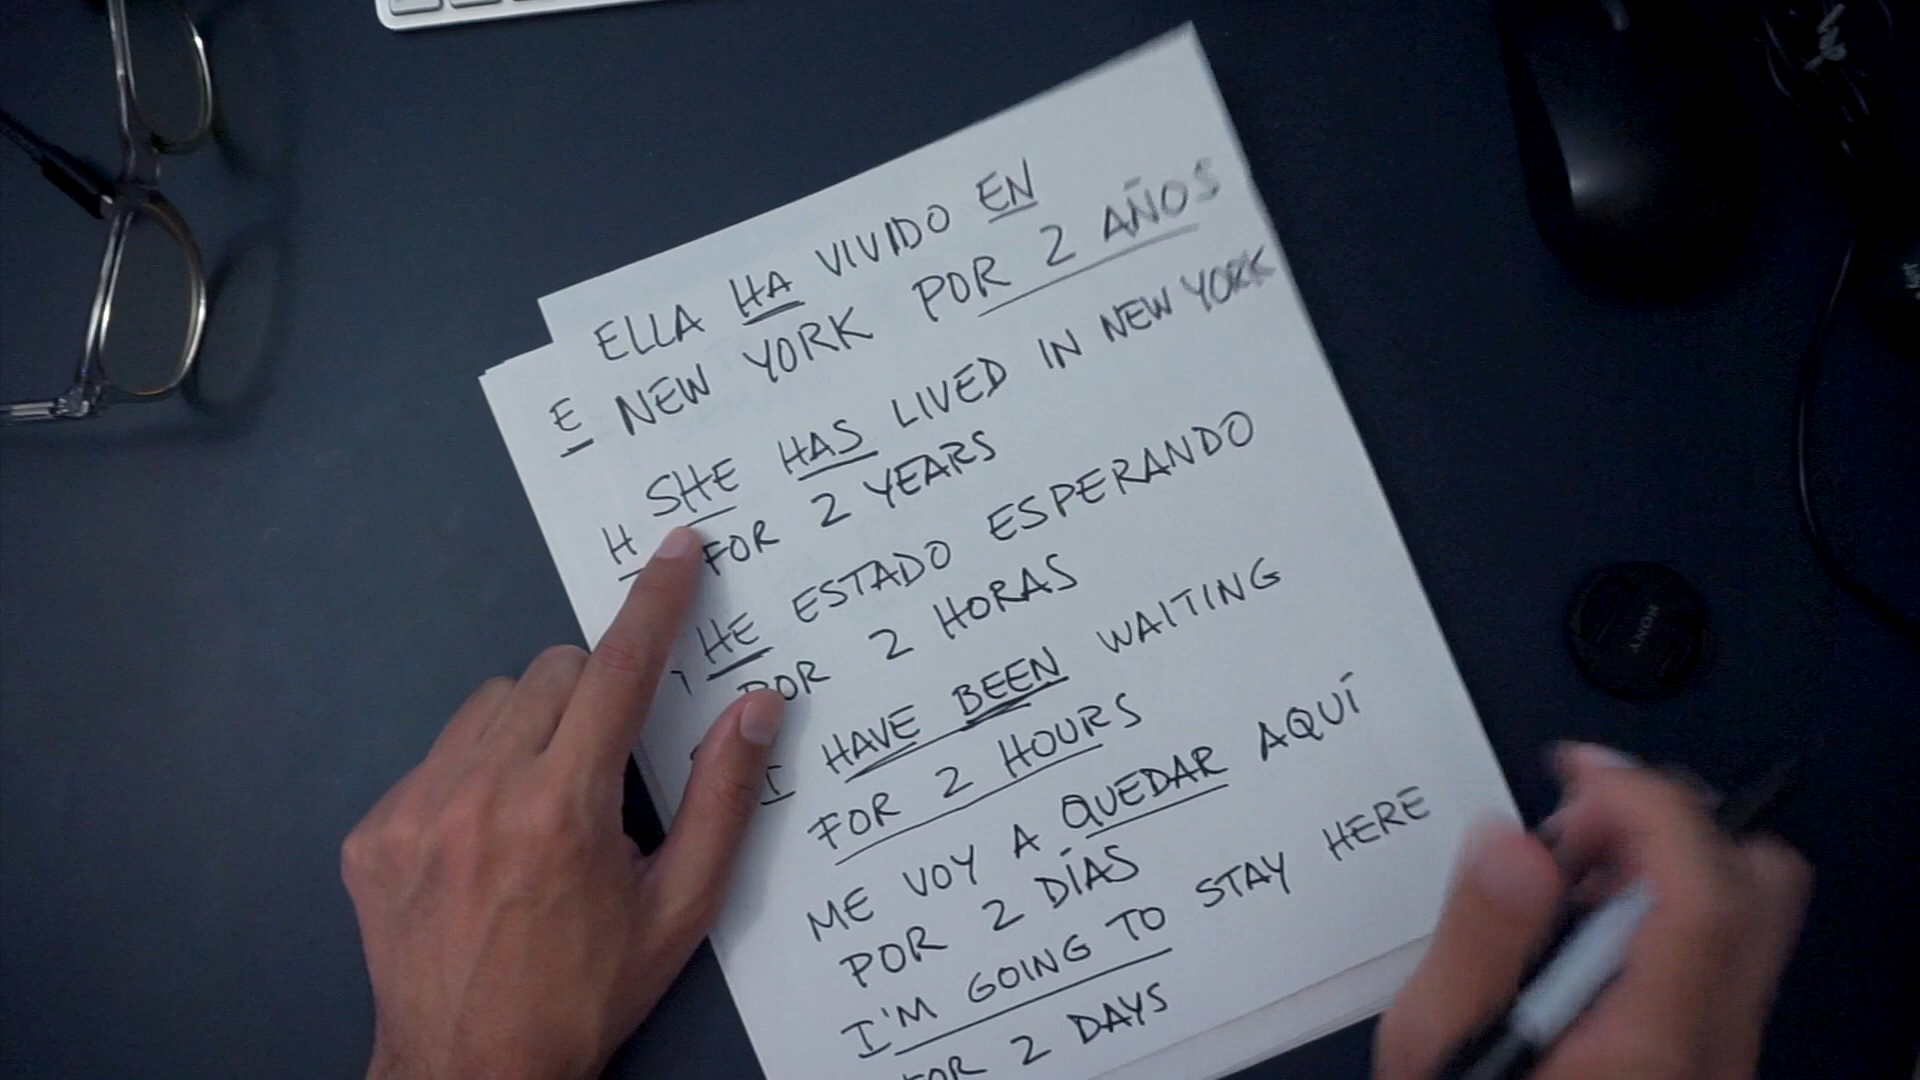 ELLA HA VIVIDO EN
NEW YORK POR 2 AÑOS
SHE HAS LIVED IN NEW YORK
FOR 2 YEARS
HE ESTADO ESPERANDO
POR 2 HORAS
I HAVE BEEN WAITING
FOR 2 HOURS
ME VOY A QUEDAR AQUÍ
POR 2 DÍAS
I'M GOING TO STAY HERE
FOR 2 DAYS
E
H
SONY